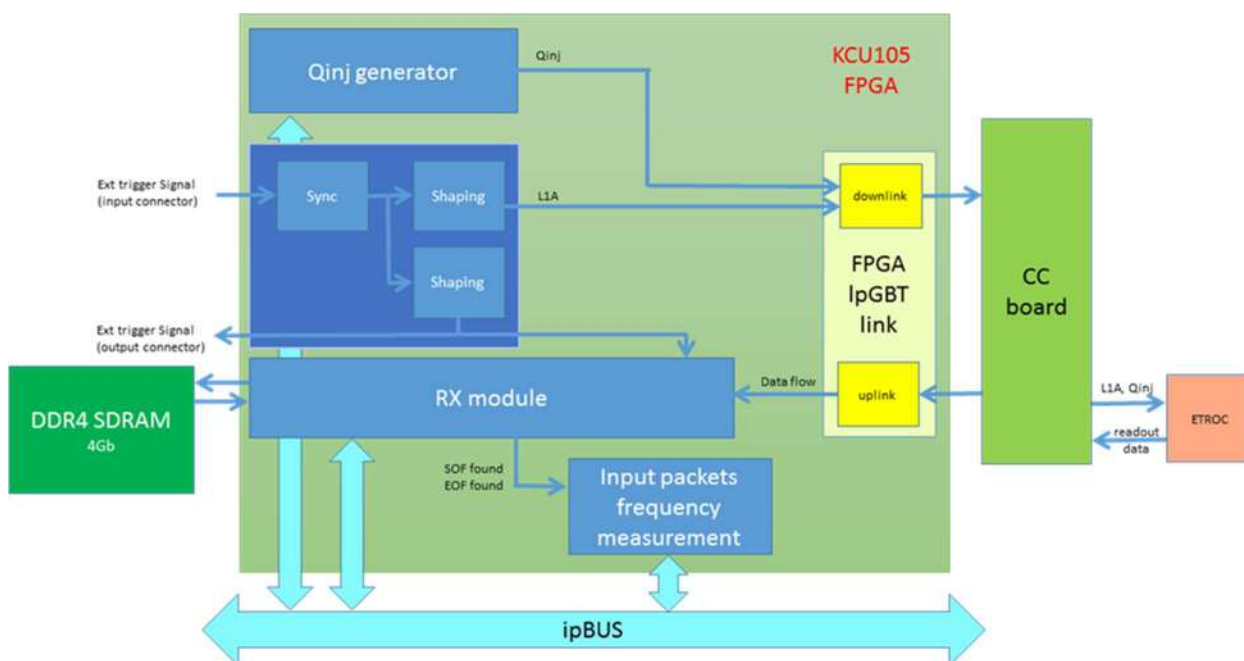 Qinj generator
Qinj
KCU105
FPGA
Ext trigger Signal
(input connector)
Sync
Shaping
L1A
downlink
Shaping
FPGA
lpGBT
link
CC
board
Ext trigger Signal
(output connector)
DDR4 SDRAM
4Gb
RX module
Data flow
uplink
L1A, Qinj
readout
data
ETROC
SOF found
EOF found
Input packets
frequency
measurement
ipBUS